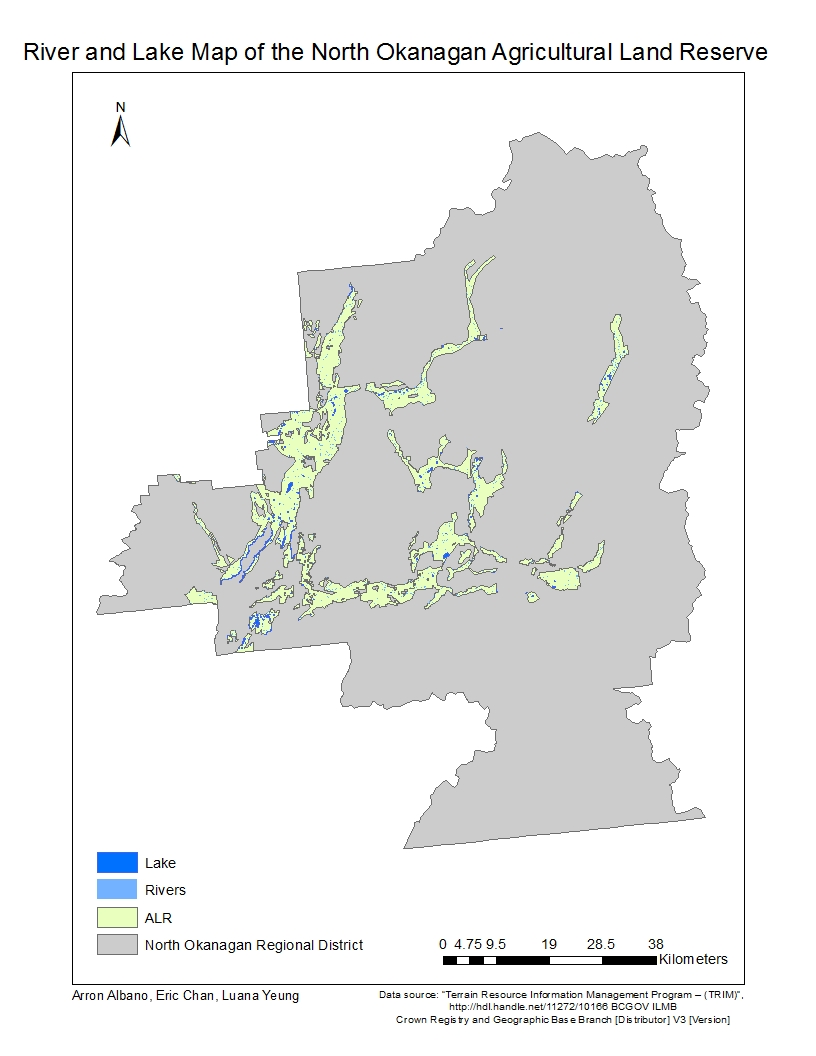 River and Lake Map of the North Okanagan Agricultural Land Reserve
N
Lake
Rivers
ALR
North Okanagan Regional District
0 4.75 9.5 19 28.5 38
Kilometers
Arron Albano, Eric Chan, Luana Yeung
Data source: "Terrain Resource Information Management Program – (TRIM)",
http://hdl.handle.net/11272/10166 BCGOV ILMB
Crown Registry and Geographic Base Branch [Distributor] V3 [Version]